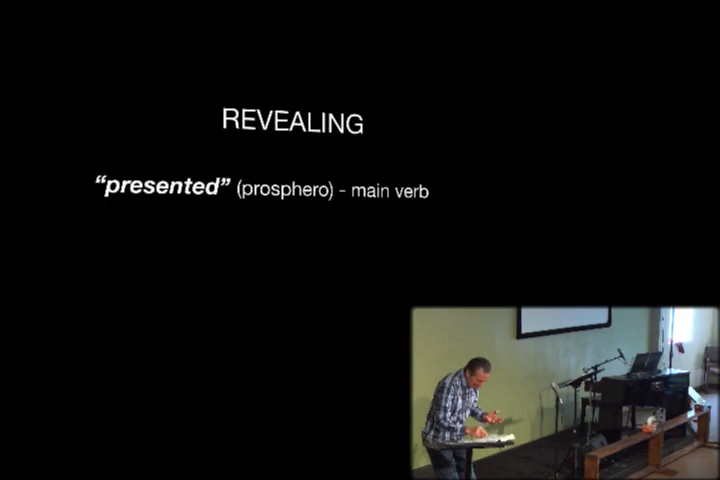 REVEALING
“presented” (prosphero) - main verb